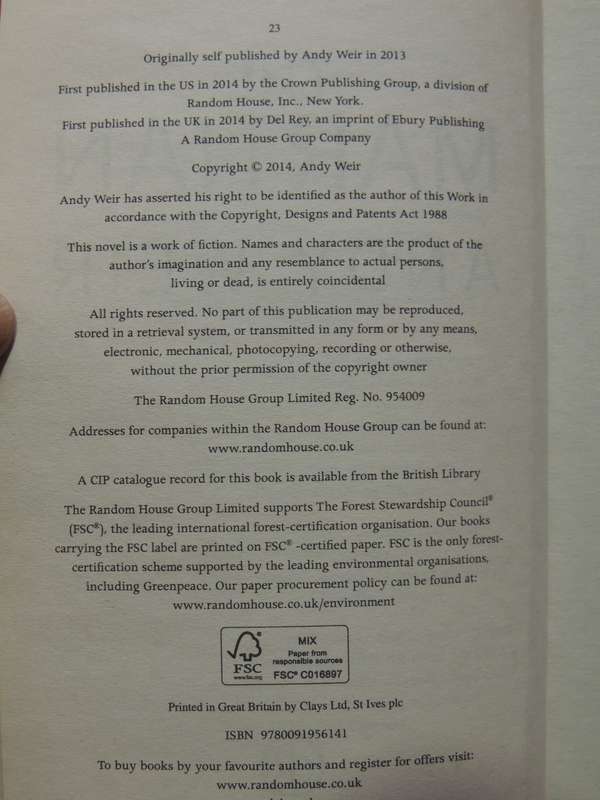 23
Originally self published by Andy Weir in 2013
First published in the US in 2014 by the Crown Publishing Group, a division of
Random House, Inc., New York.
First published in the UK in 2014 by Del Rey, an imprint of Ebury Publishing
A Random House Group Company
Copyright © 2014, Andy Weir
Andy Weir has asserted his right to be identified as the author of this Work in
accordance with the Copyright, Designs and Patents Act 1988
This novel is a work of fiction. Names and characters are the product of the
author's imagination and any resemblance to actual persons,
living or dead, is entirely coincidental
All rights reserved. No part of this publication may be reproduced,
stored in a retrieval system, or transmitted in any form or by any means,
electronic, mechanical, photocopying, recording or otherwise,
without the prior permission of the copyright owner
The Random House Group Limited Reg. No. 954009
Addresses for companies within the Random House Group can be found at:
www.randomhouse.co.uk
A CIP catalogue record for this book is available from the British Library
The Random House Group Limited supports The Forest Stewardship Council®
(FSC®), the leading international forest-certification organisation. Our books
carrying the FSC label are printed on FSC® -certified paper. FSC is the only forest-
certification scheme supported by the leading environmental organisations,
including Greenpeace. Our paper procurement policy can be found at:
www.randomhouse.co.uk/environment
FSC
www.fsc.org
MIX
Paper from
responsible sources
FSC® C016897
Printed in Great Britain by Clays Ltd, St Ives plc
ISBN 9780091956141
To buy books by your favourite authors and register for offers visit:
www.randomhouse.co.uk